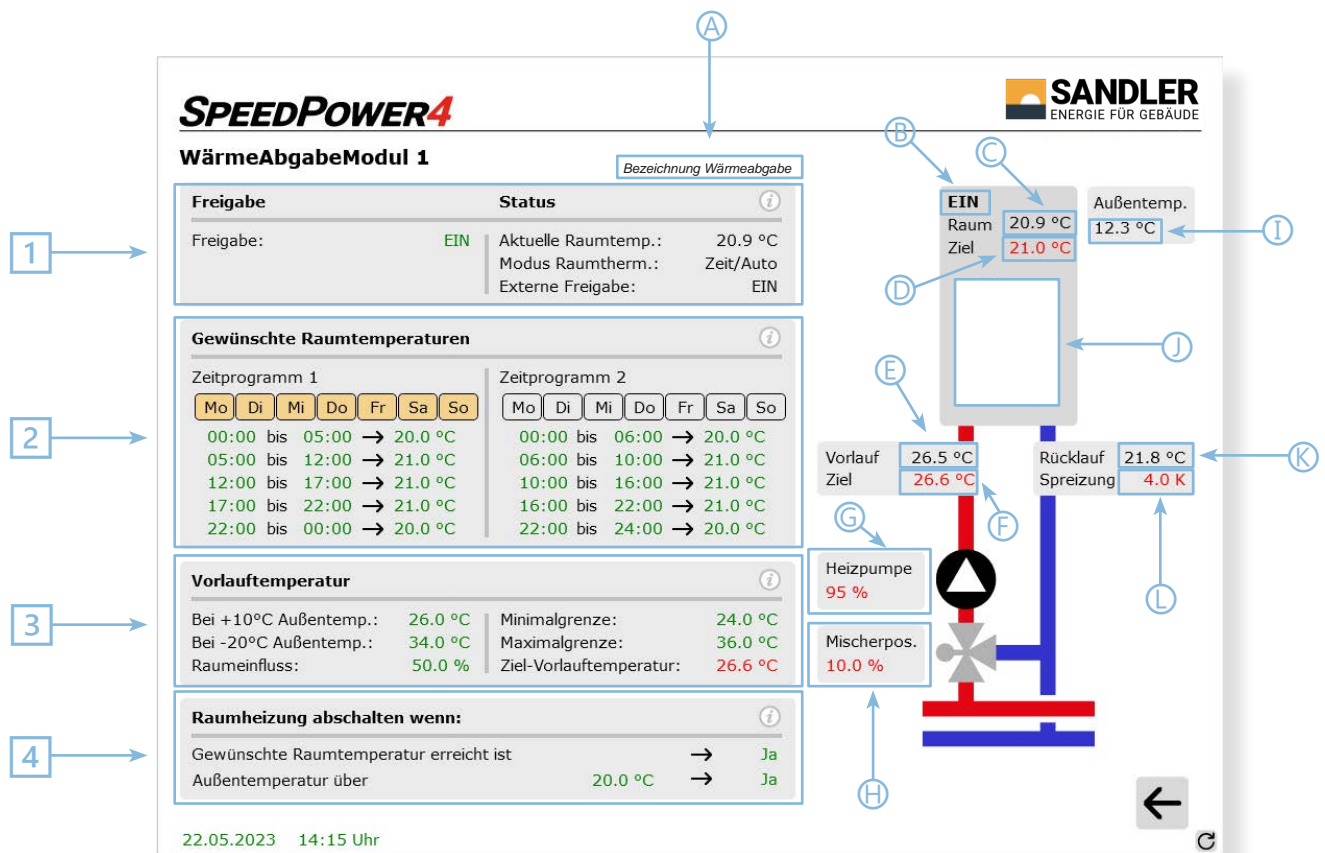 A
SPEEDPOWER4
SANDLER
ENERGIE FÜR GEBÄUDE
WärmeAbgabeModul 1
Bezeichnung Wärmeabgabe
1
Freigabe Status i
Freigabe: EIN Aktuelle Raumtemp.: 20.9 °C
Modus Raumtherm.: Zeit/Auto
Externe Freigabe: EIN
2
Gewünschte Raumtemperaturen i
Zeitprogramm 1
Mo Di Mi Do Fr Sa So
00:00 bis 05:00 → 20.0 °C
05:00 bis 12:00 → 21.0 °C
12:00 bis 17:00 → 21.0 °C
17:00 bis 22:00 → 21.0 °C
22:00 bis 00:00 → 20.0 °C
Zeitprogramm 2
Mo Di Mi Do Fr Sa So
00:00 bis 06:00 → 20.0 °C
06:00 bis 10:00 → 21.0 °C
10:00 bis 16:00 → 21.0 °C
16:00 bis 22:00 → 21.0 °C
22:00 bis 24:00 → 20.0 °C
3
Vorlauftemperatur i
Bei +10°C Außentemp.: 26.0 °C Minimalgrenze: 24.0 °C
Bei -20°C Außentemp.: 34.0 °C Maximalgrenze: 36.0 °C
Raumeinfluss: 50.0 % Ziel-Vorlauftemperatur: 26.6 °C
4
Raumheizung abschalten wenn: i
Gewünschte Raumtemperatur erreicht ist → Ja
Außentemperatur über 20.0 °C → Ja
22.05.2023 14:15 Uhr
B
C
EIN
Raum 20.9 °C
Ziel 21.0 °C
D
Außentemp.
12.3 °C
I
J
E
Vorlauf 26.5 °C
Ziel 26.6 °C
F
Rücklauf 21.8 °C
Spreizung 4.0 K
K
L
G
Heizpumpe
95 %
Mischerpos.
10.0 %
H